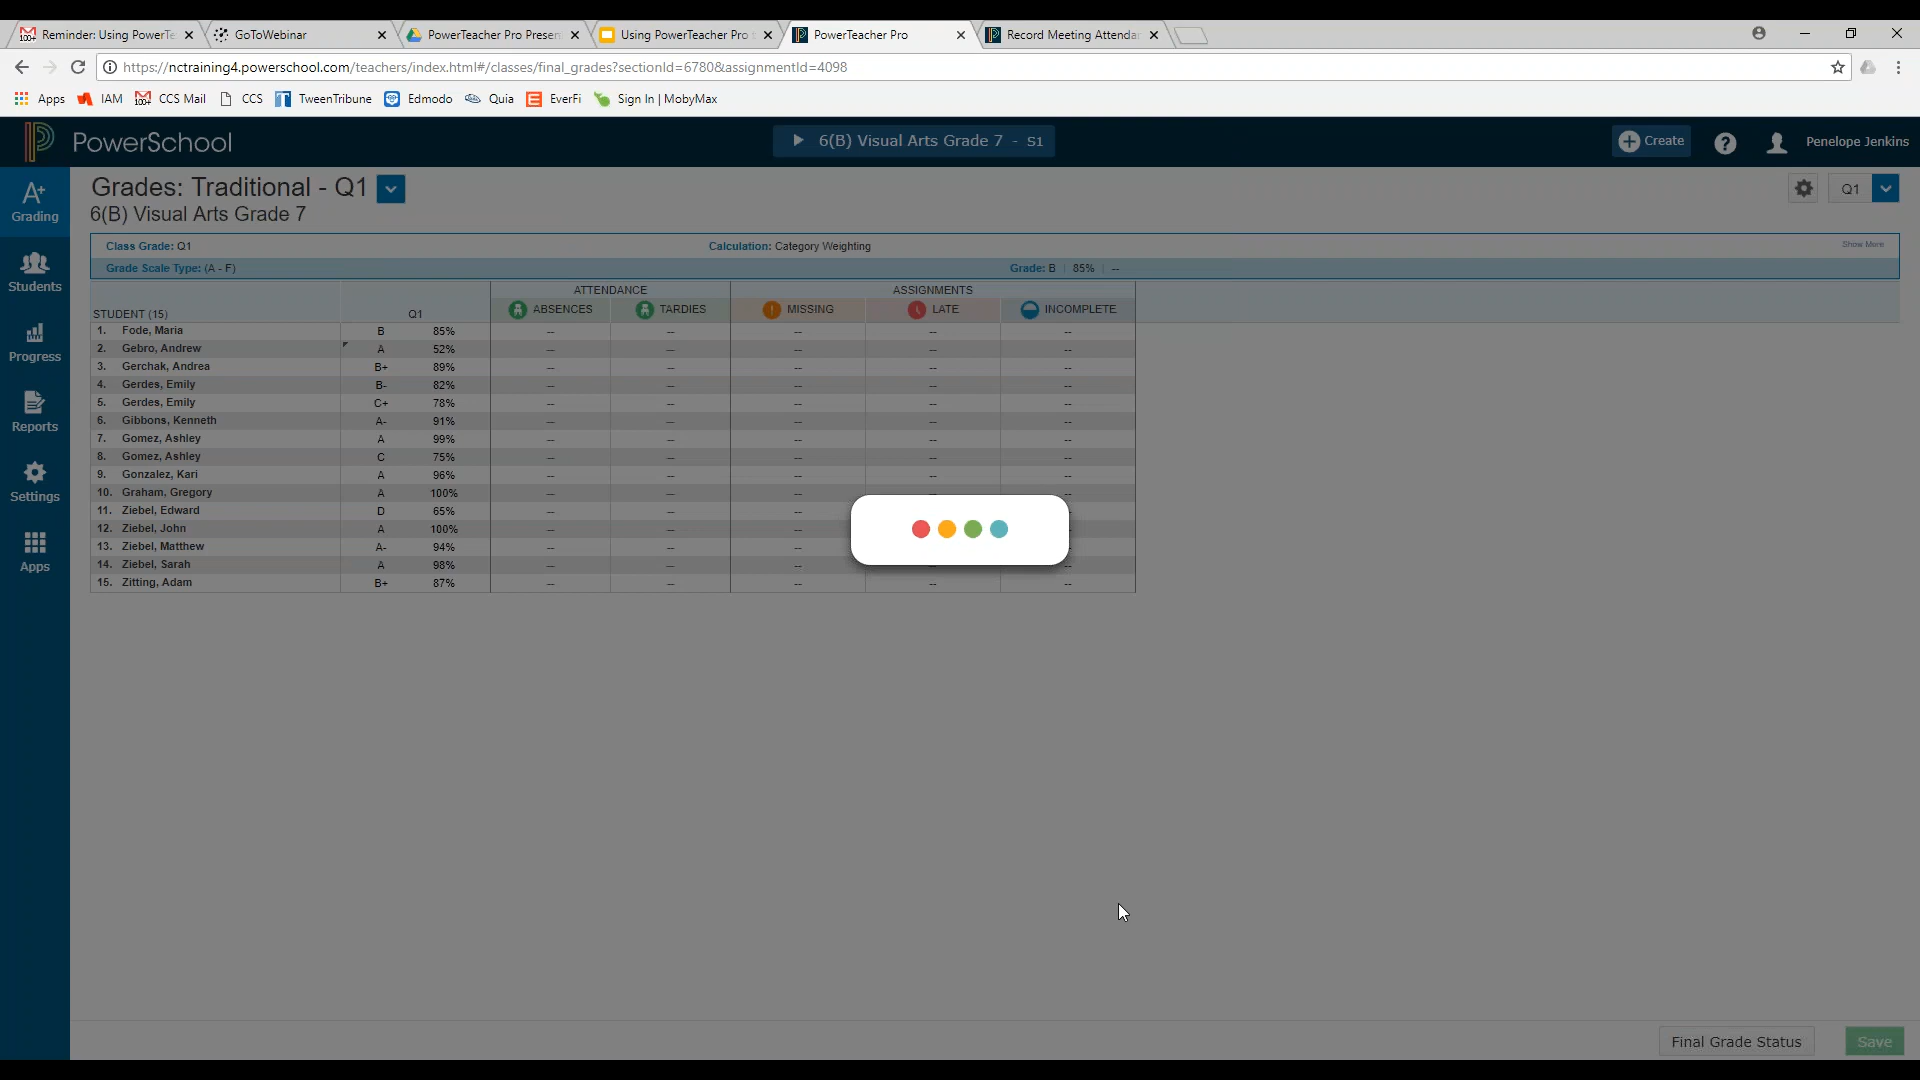 Reminder: Using PowerTe
GoToWebinar
PowerTeacher Pro Presen
Using PowerTeacher Pro t
PowerTeacher Pro
Record Meeting Attendan
https://nctraining4.powerschool.com/teachers/index.html#/classes/final_grades?sectionId=6780&assignmentId=4098
Apps IAM CCS Mail CCS TweenTribune Edmodo Quia EverFi Sign In | MobyMax
PowerSchool
6(B) Visual Arts Grade 7 - S1
Create
?
Penelope Jenkins
A+
Grading
Students
Progress
Reports
Settings
Apps
Grades: Traditional - Q1
Q1
6(B) Visual Arts Grade 7
Class Grade: Q1 Calculation: Category Weighting Show More
Grade Scale Type: (A - F) Grade: B | 85% | --
ATTENDANCE ASSIGNMENTS
STUDENT (15) Q1 ABSENCES TARDIES MISSING LATE INCOMPLETE
1. Fode, Maria B 85% -- -- -- -- --
2. Gebro, Andrew A 52% -- -- -- -- --
3. Gerchak, Andrea B+ 89% -- -- -- -- --
4. Gerdes, Emily B- 82% -- -- -- -- --
5. Gerdes, Emily C+ 78% -- -- -- -- --
6. Gibbons, Kenneth A- 91% -- -- -- -- --
7. Gomez, Ashley A 99% -- -- -- -- --
8. Gomez, Ashley C 75% -- -- -- -- --
9. Gonzalez, Kari A 96% -- -- -- -- --
10. Graham, Gregory A 100% -- -- -- -- --
11. Ziebel, Edward D 65% -- -- -- --
12. Ziebel, John A 100% -- -- -- --
13. Ziebel, Matthew A- 94% -- -- -- --
14. Ziebel, Sarah A 98% -- -- -- -- --
15. Zitting, Adam B+ 87% -- -- -- -- --
Final Grade Status
Save